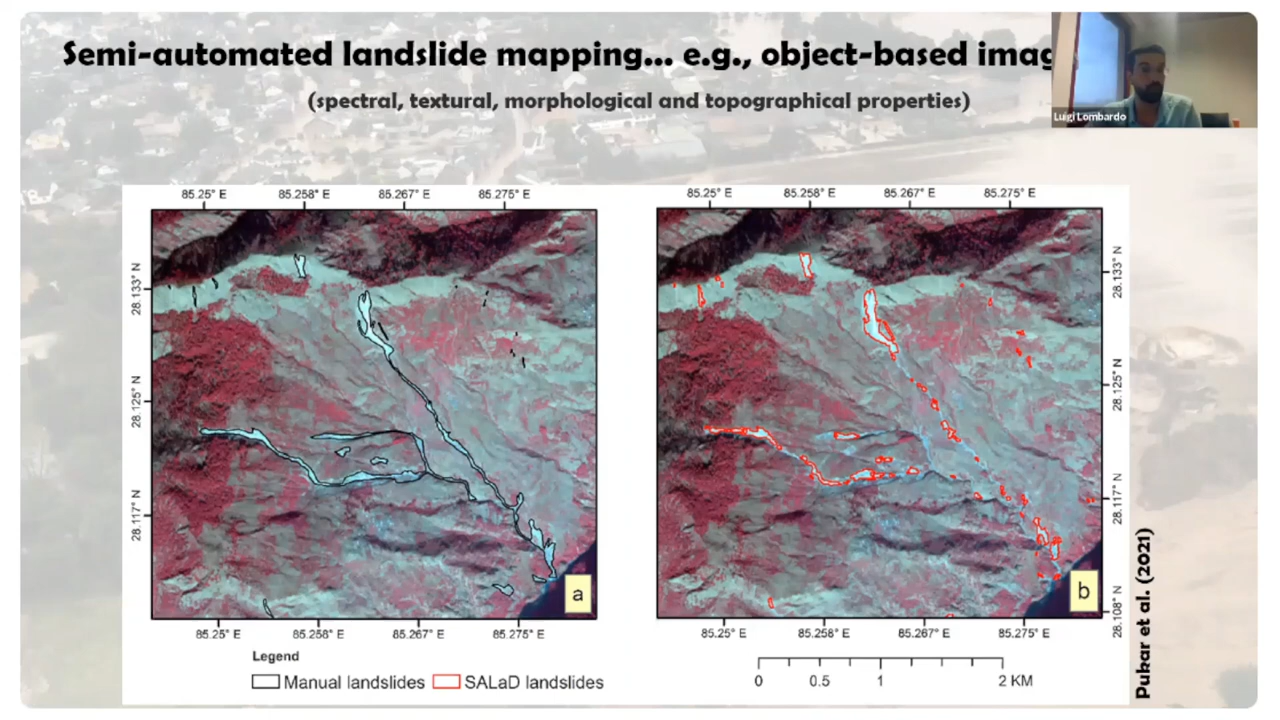 Semi-automated landslide mapping... e.g., object-based imag
(spectral, textural, morphological and topographical properties)
Luigi Lombardo
85.25° E 85.258° E 85.267° E 85.275° E
85.25° E 85.258° E 85.267° E 85.275° E
28.133° N
28.125° N
28.117° N
28.133° N
28.125° N
28.117° N
28.108° N
a
b
85.25° E 85.258° E 85.267° E 85.275° E
85.25° E 85.258° E 85.267° E 85.275° E
Legend
Manual landslides SALaD landslides
0 0.5 1 2 KM
Pukar et al. (2021)